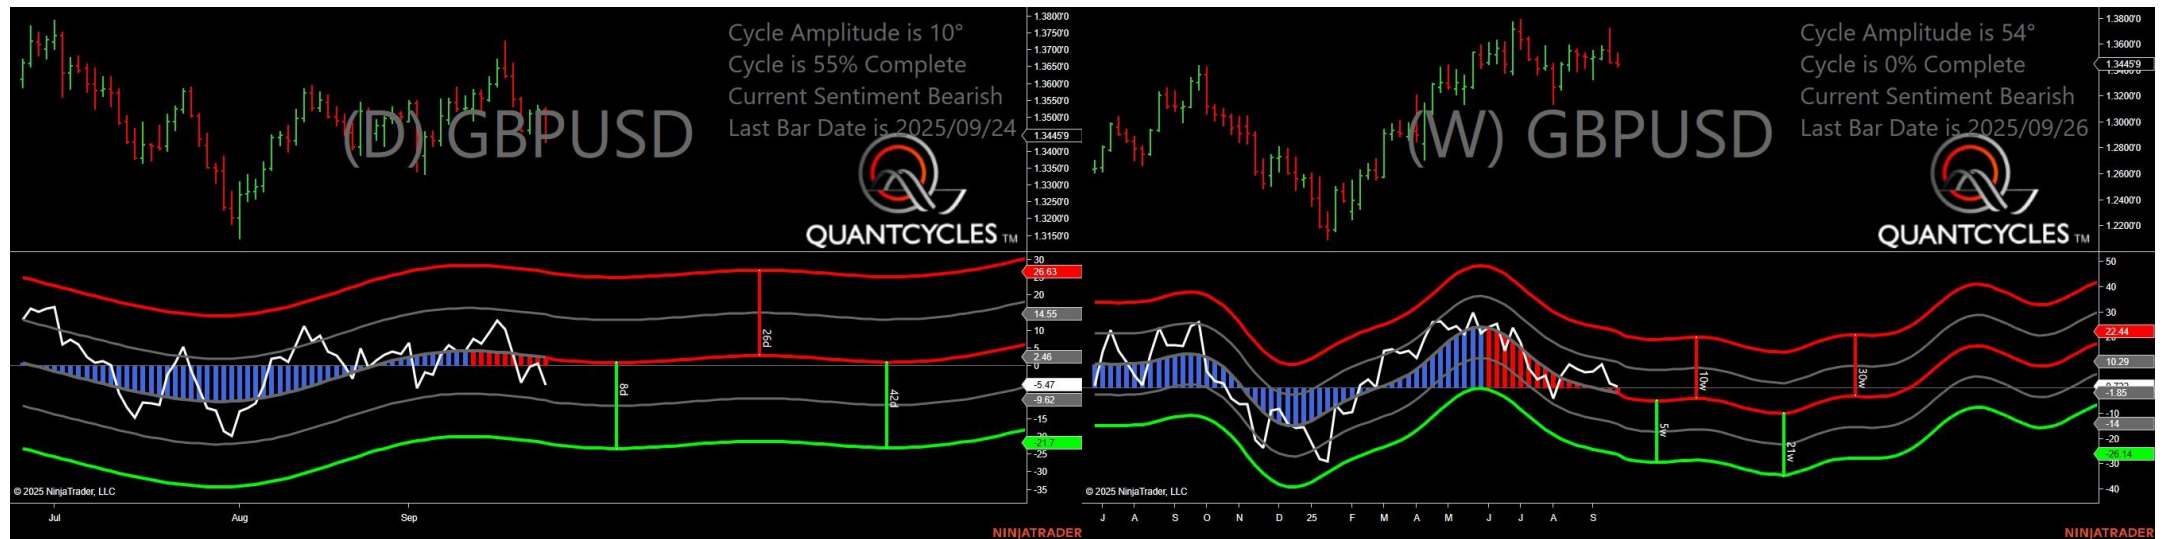 Cycle Amplitude is 10°
Cycle is 55% Complete
Current Sentiment Bearish
Last Bar Date is 2025/09/24
(D) GBPUSD
QUANTCYCLES TM
1.3800'0
1.3750'0
1.3700'0
1.3650'0
1.3600'0
1.3550'0
1.3500'0
1.3445'9
1.3400'0
1.3350'0
1.3300'0
1.3250'0
1.3200'0
1.3150'0
30
26.63
20
14.55
10
5
2.46
0
-5.47
-9.62
-15
-21.7
-25
-30
-35
26d
8d
42d
© 2025 NinjaTrader, LLC
Jul
Aug
Sep
NINJATRADER
Cycle Amplitude is 54°
Cycle is 0% Complete
Current Sentiment Bearish
Last Bar Date is 2025/09/26
(W) GBPUSD
QUANTCYCLES TM
1.3800'0
1.3600'0
1.3445'9
1.3200'0
1.3000'0
1.2800'0
1.2600'0
1.2400'0
1.2200'0
50
40
30
22.44
10.29
-1.85
-10
-14
-20
-26.14
-30
-40
10w
30w
5w
21w
© 2025 NinjaTrader, LLC
J A S O N D 25 F M A M J J A S
NINJATRADER